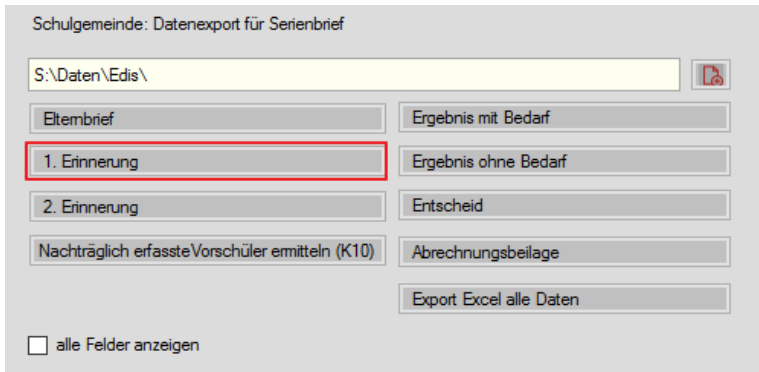 Schulgemeinde: Datenexport für Serienbrief
S:\Daten\Edis\
Elternbrief
Ergebnis mit Bedarf
1. Erinnerung
Ergebnis ohne Bedarf
2. Erinnerung
Entscheid
Nachträglich erfassteVorschüler ermitteln (K10)
Abrechnungsbeilage
Export Excel alle Daten
alle Felder anzeigen